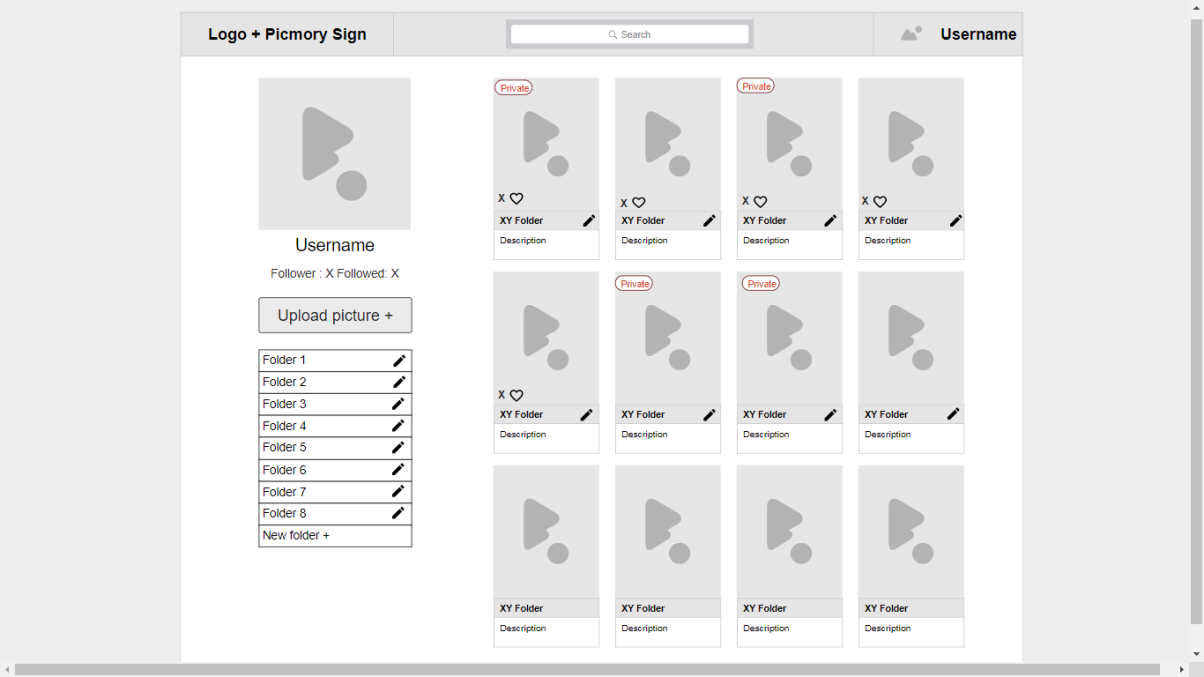 Logo + Picmory Sign
Search
Username
Username
Follower : X Followed: X
Upload picture +
Folder 1
Folder 2
Folder 3
Folder 4
Folder 5
Folder 6
Folder 7
Folder 8
New folder +
Private
X
XY Folder
Description
X
XY Folder
Description
Private
X
XY Folder
Description
X
XY Folder
Description
X
XY Folder
Description
Private
XY Folder
Description
Private
XY Folder
Description
XY Folder
Description
XY Folder
Description
XY Folder
Description
XY Folder
Description
XY Folder
Description